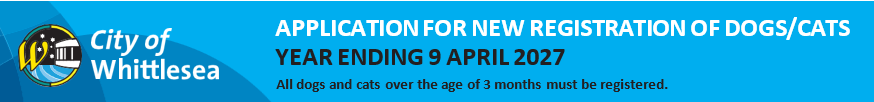 City of
Whittlesea
APPLICATION FOR NEW REGISTRATION OF DOGS/CATS
YEAR ENDING 9 APRIL 2027
All dogs and cats over the age of 3 months must be registered.